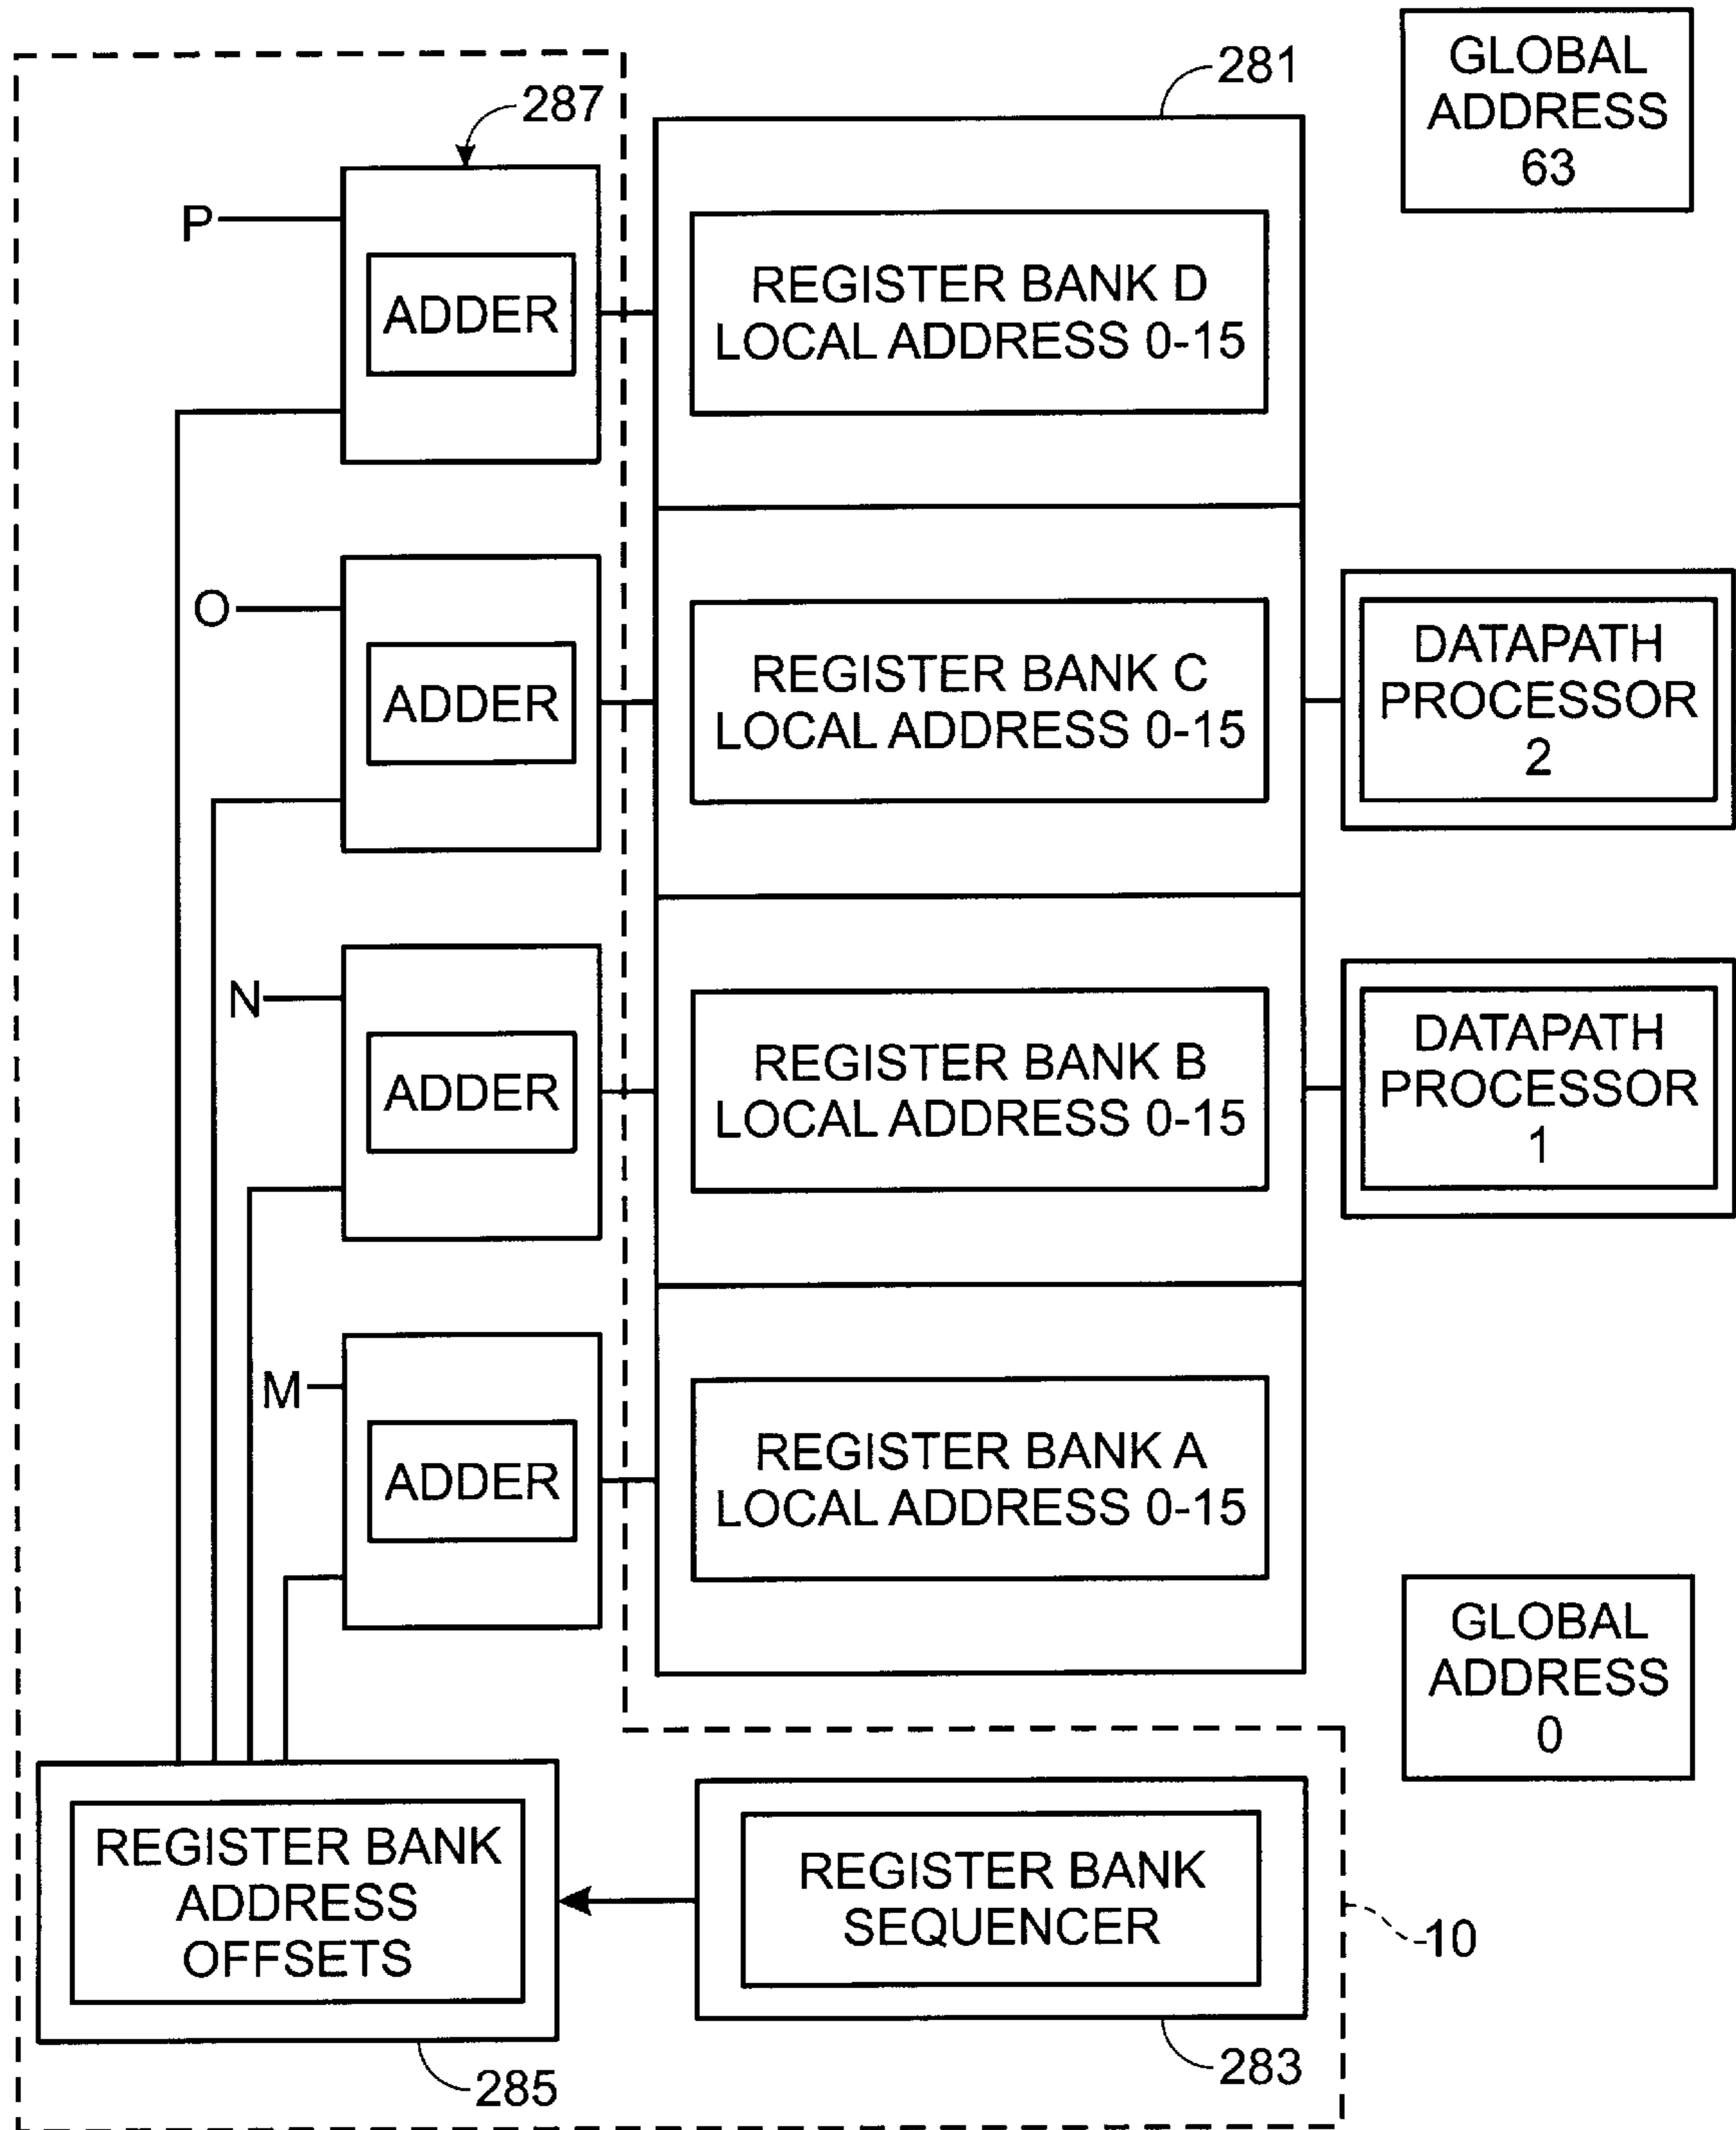 281
GLOBAL
ADDRESS
63
287
P
ADDER
REGISTER BANK D
LOCAL ADDRESS 0-15
O
ADDER
REGISTER BANK C
LOCAL ADDRESS 0-15
DATAPATH
PROCESSOR
2
N
ADDER
REGISTER BANK B
LOCAL ADDRESS 0-15
DATAPATH
PROCESSOR
1
M
ADDER
REGISTER BANK A
LOCAL ADDRESS 0-15
GLOBAL
ADDRESS
0
REGISTER BANK
ADDRESS
OFFSETS
REGISTER BANK
SEQUENCER
10
285
283